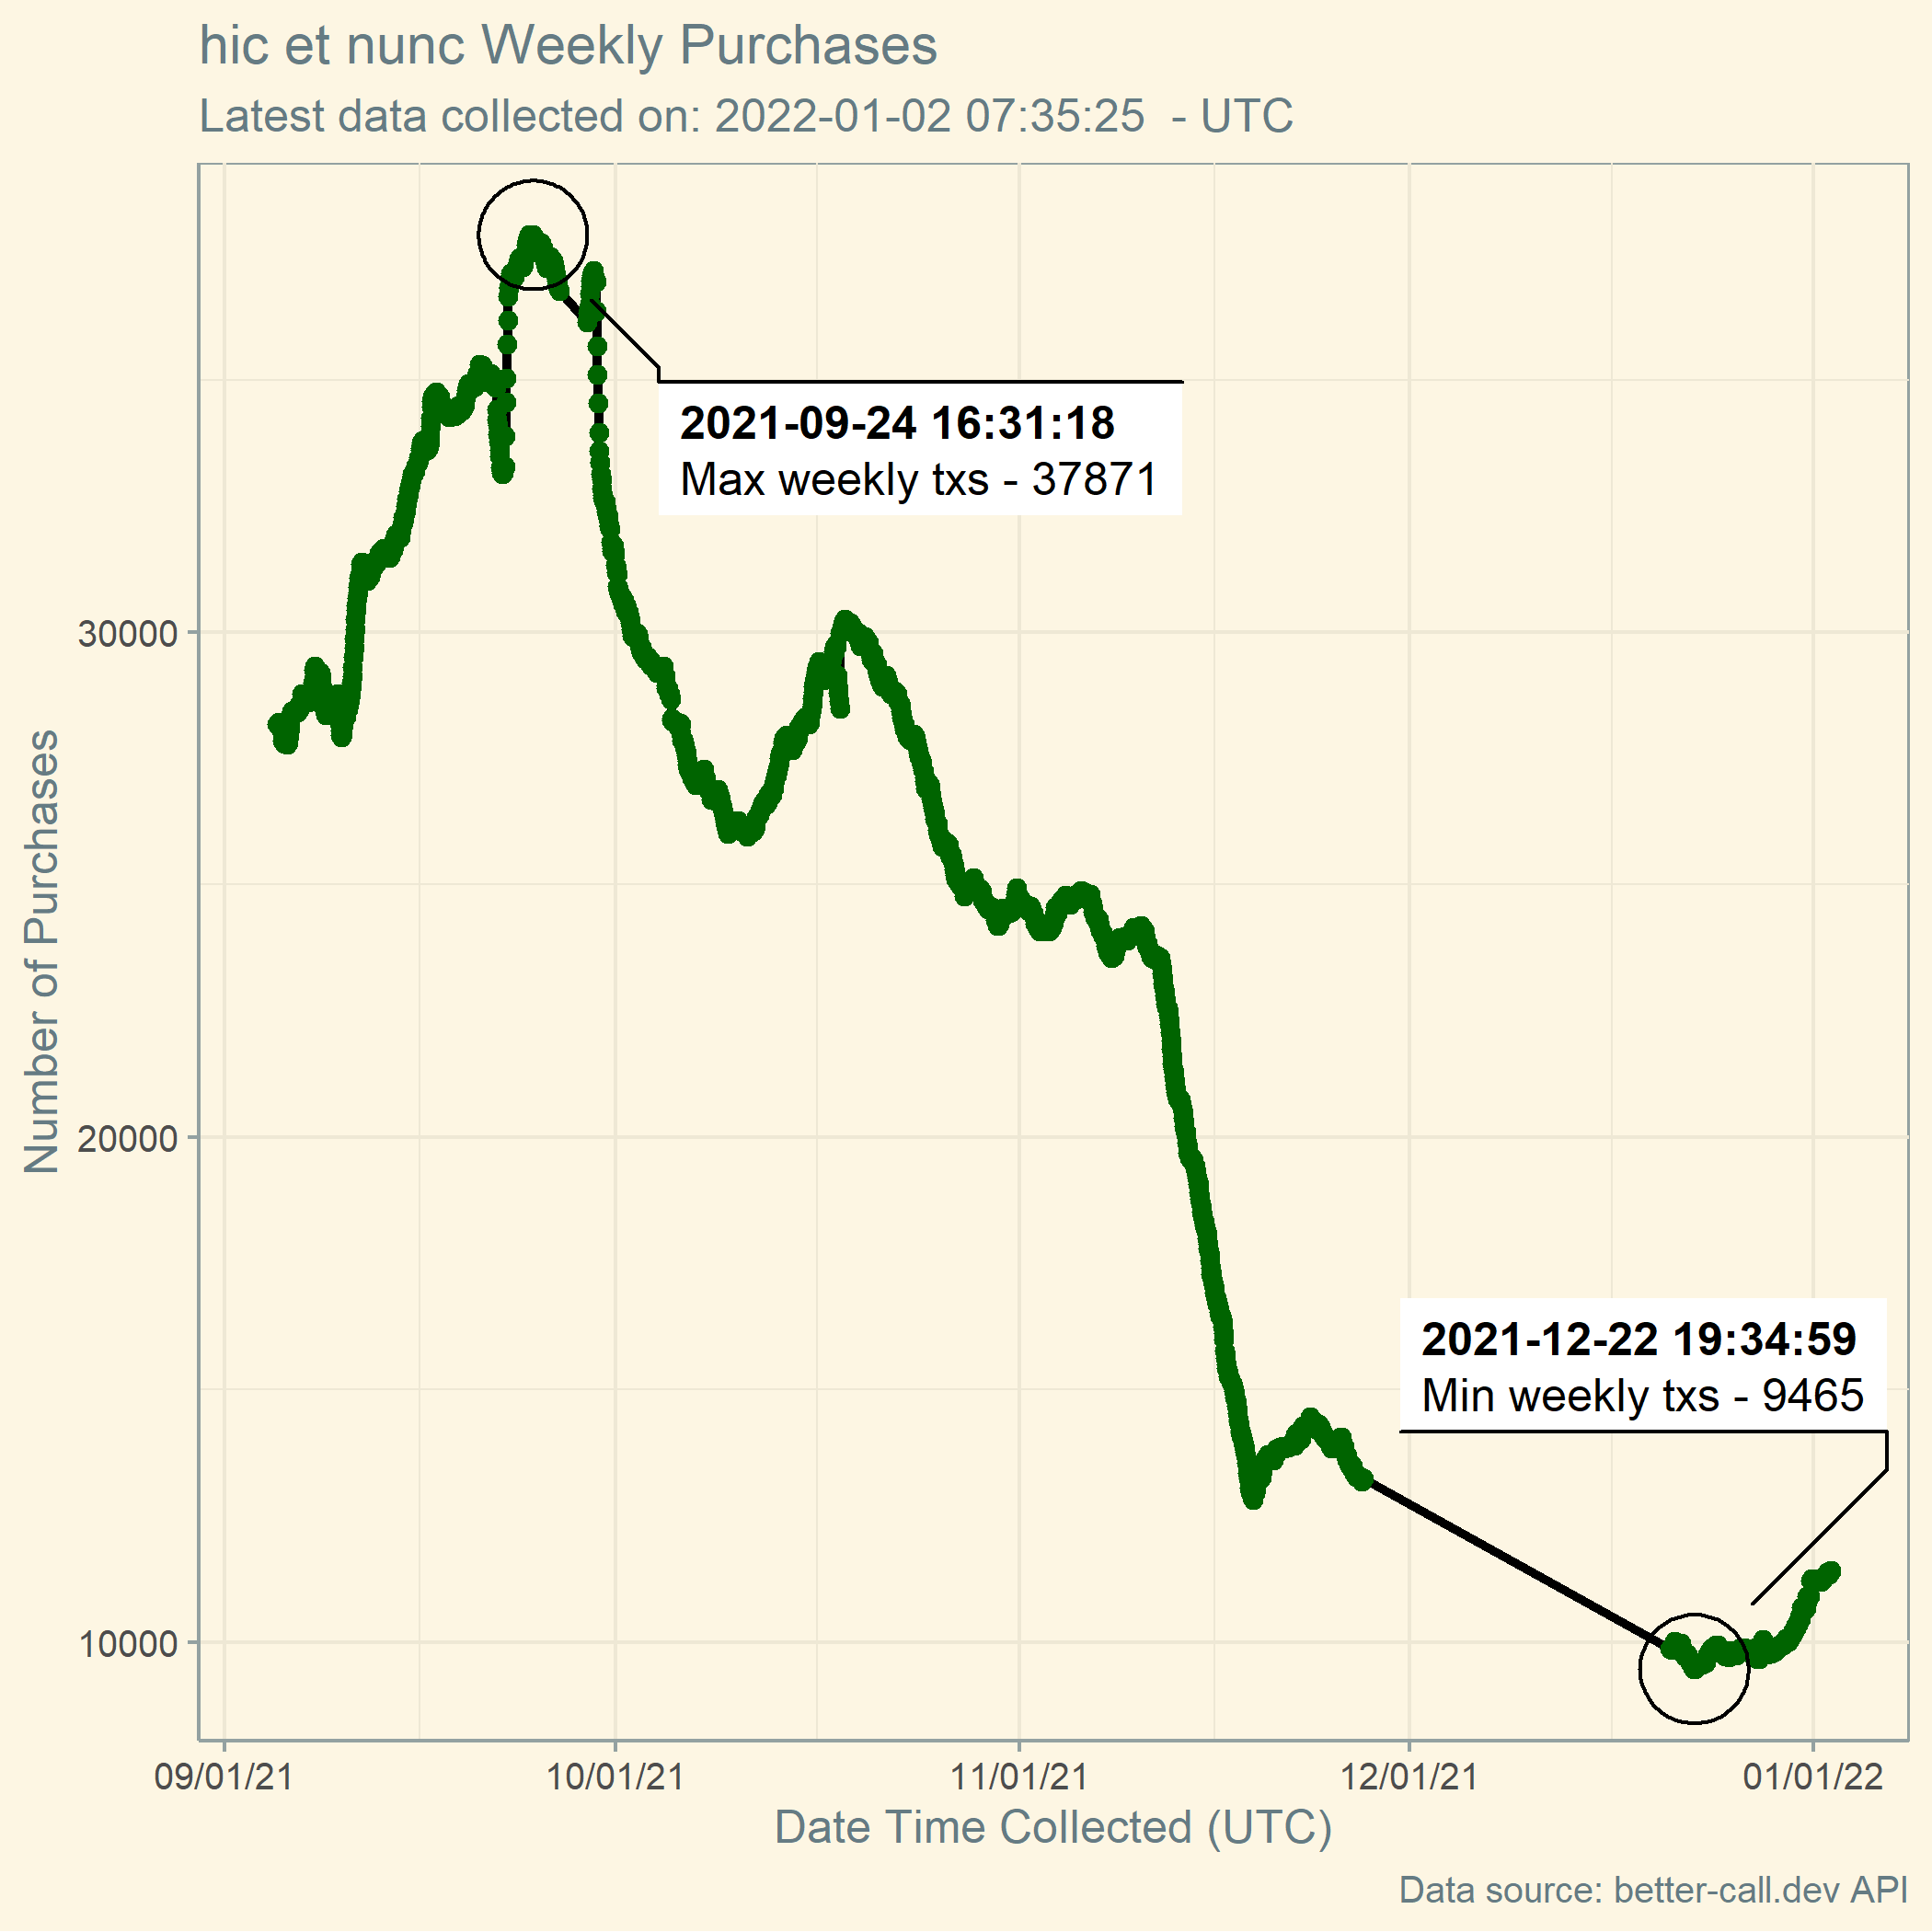 hic et nunc Weekly Purchases
Latest data collected on: 2022-01-02 07:35:25  - UTC
2021-09-24 16:31:18
Max weekly txs - 37871
30000
20000
10000
Number of Purchases
2021-12-22 19:34:59
Min weekly txs - 9465
09/01/21
10/01/21
11/01/21
12/01/21
01/01/22
Date Time Collected (UTC)
Data source: better-call.dev API